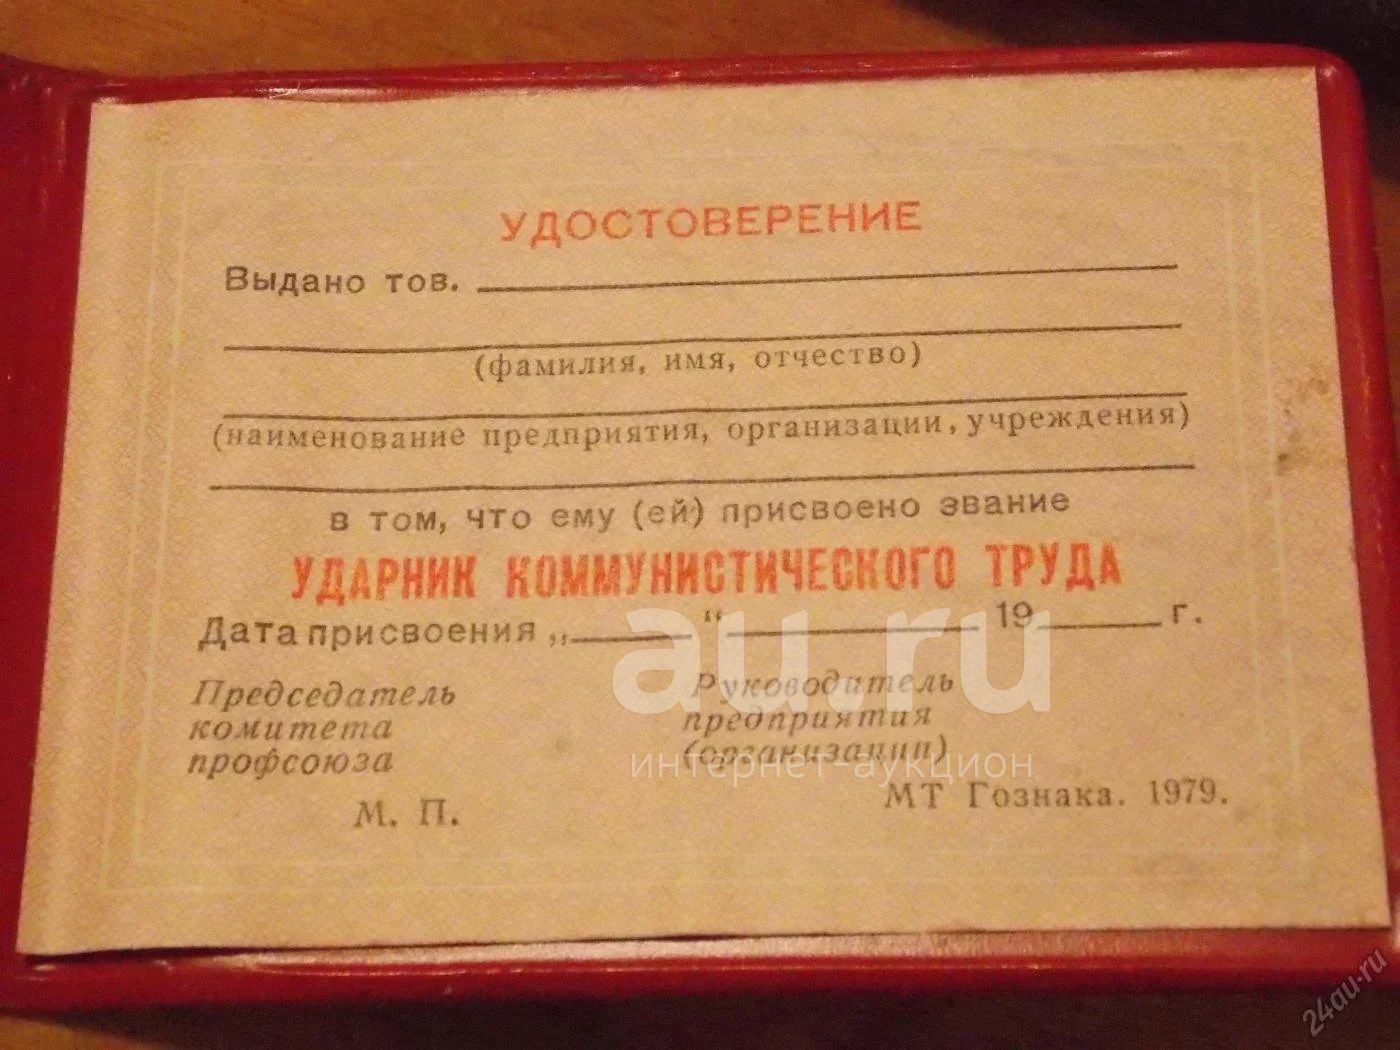 УДОСТОВЕРЕНИЕ
Выдано тов.
(фамилия, имя, отчество)
(наименование предприятия, организации, учреждения)
в том, что ему (ей) присвоено звание
УДАРНИК КОММУНИСТИЧЕСКОГО ТРУДА
Дата присвоения „ “ 19 г.
Председатель
комитета
профсоюза
Руководитель
предприятия
(организации)
М. П.
МТ Гознака. 1979.
au.ru
интернет-аукцион
24au.ru